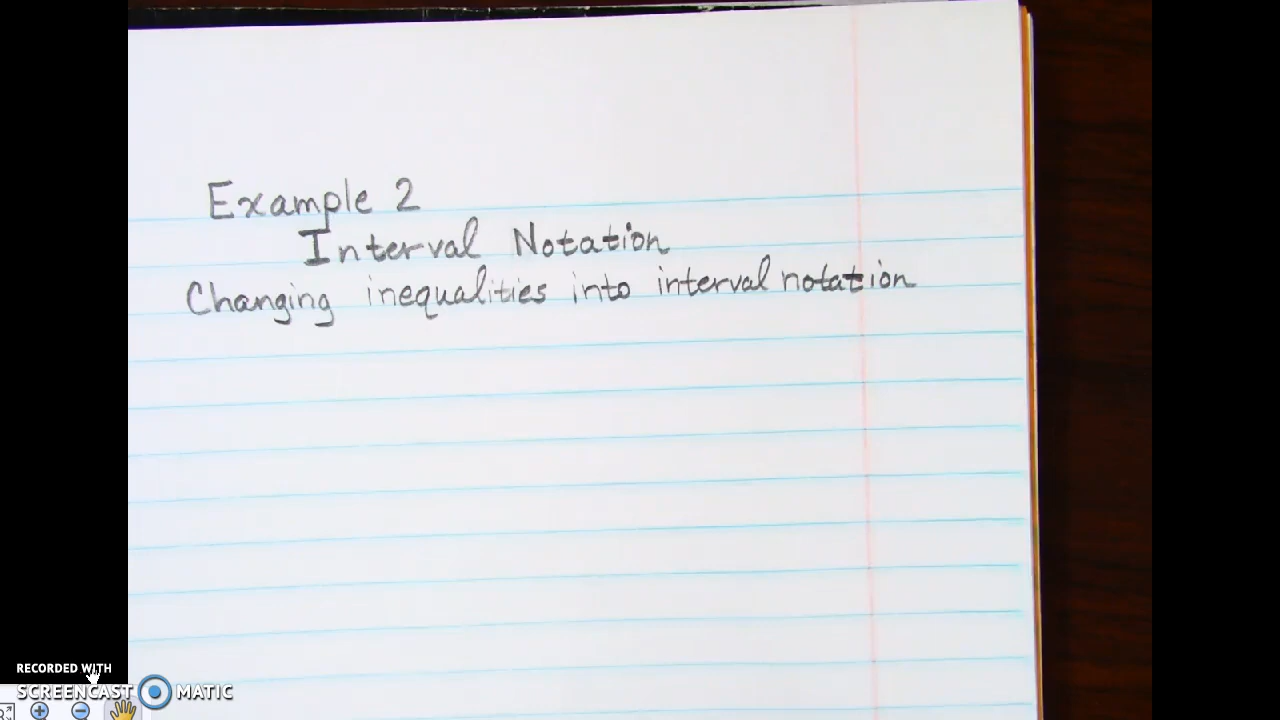 Example 2
Interval Notation
Changing inequalities into interval notation
RECORDED WITH
SCREENCAST MATIC